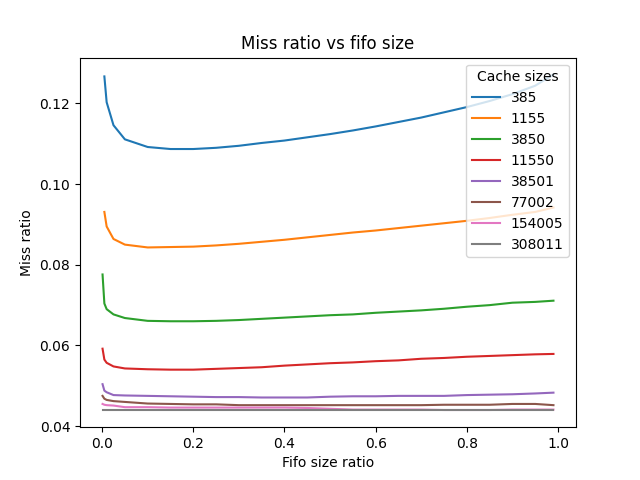 Miss ratio vs fifo size
Cache sizes
385
1155
3850
11550
38501
77002
154005
308011
0.12
0.10
0.08
0.06
0.04
Miss ratio
0.0 0.2 0.4 0.6 0.8 1.0
Fifo size ratio